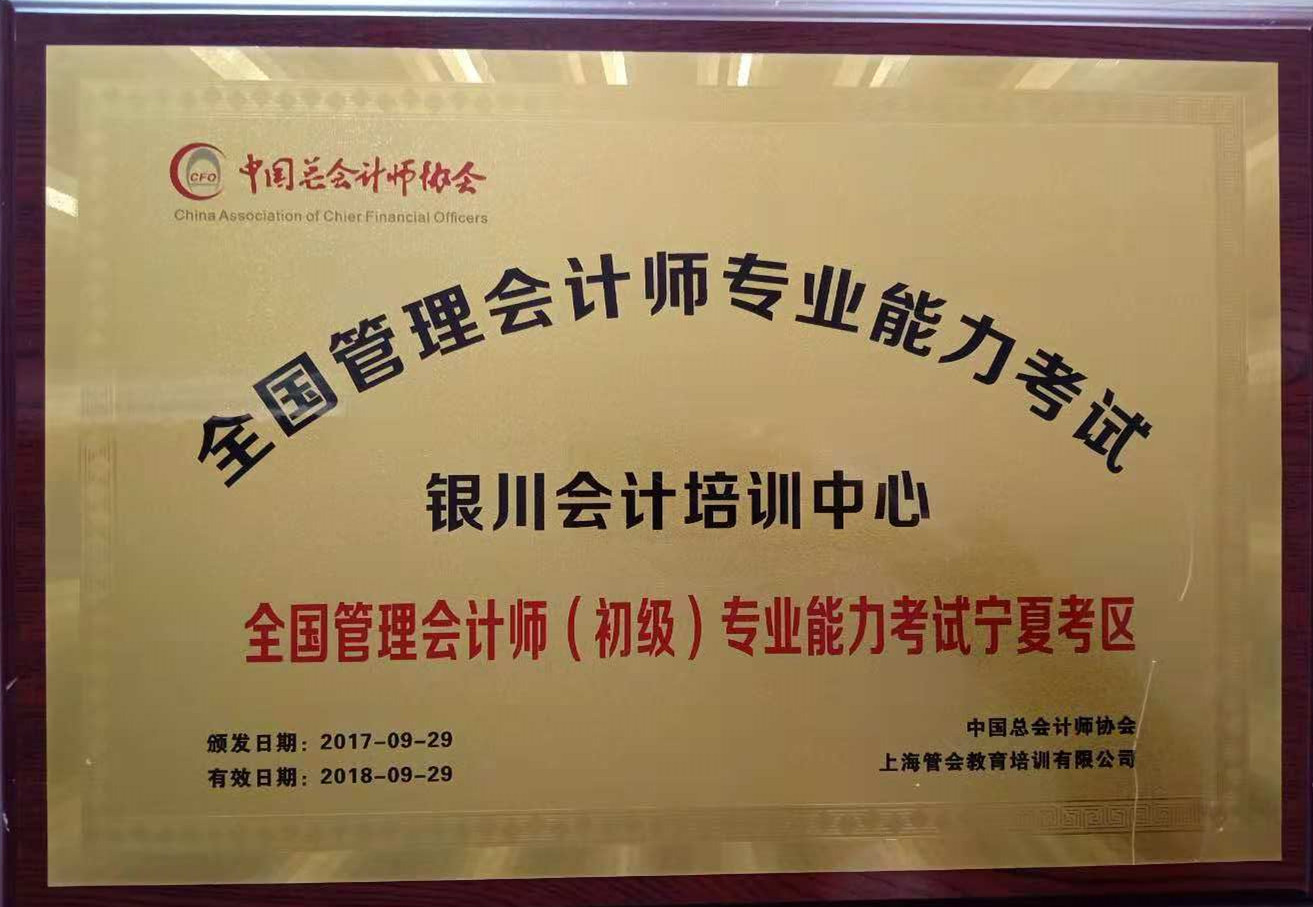 CFO 中国总会计师协会
China Association of Chier Financial Officers
全国管理会计师专业能力考试
银川会计培训中心
全国管理会计师（初级）专业能力考试宁夏考区
颁发日期：2017-09-29
有效日期：2018-09-29
中国总会计师协会
上海管会教育培训有限公司